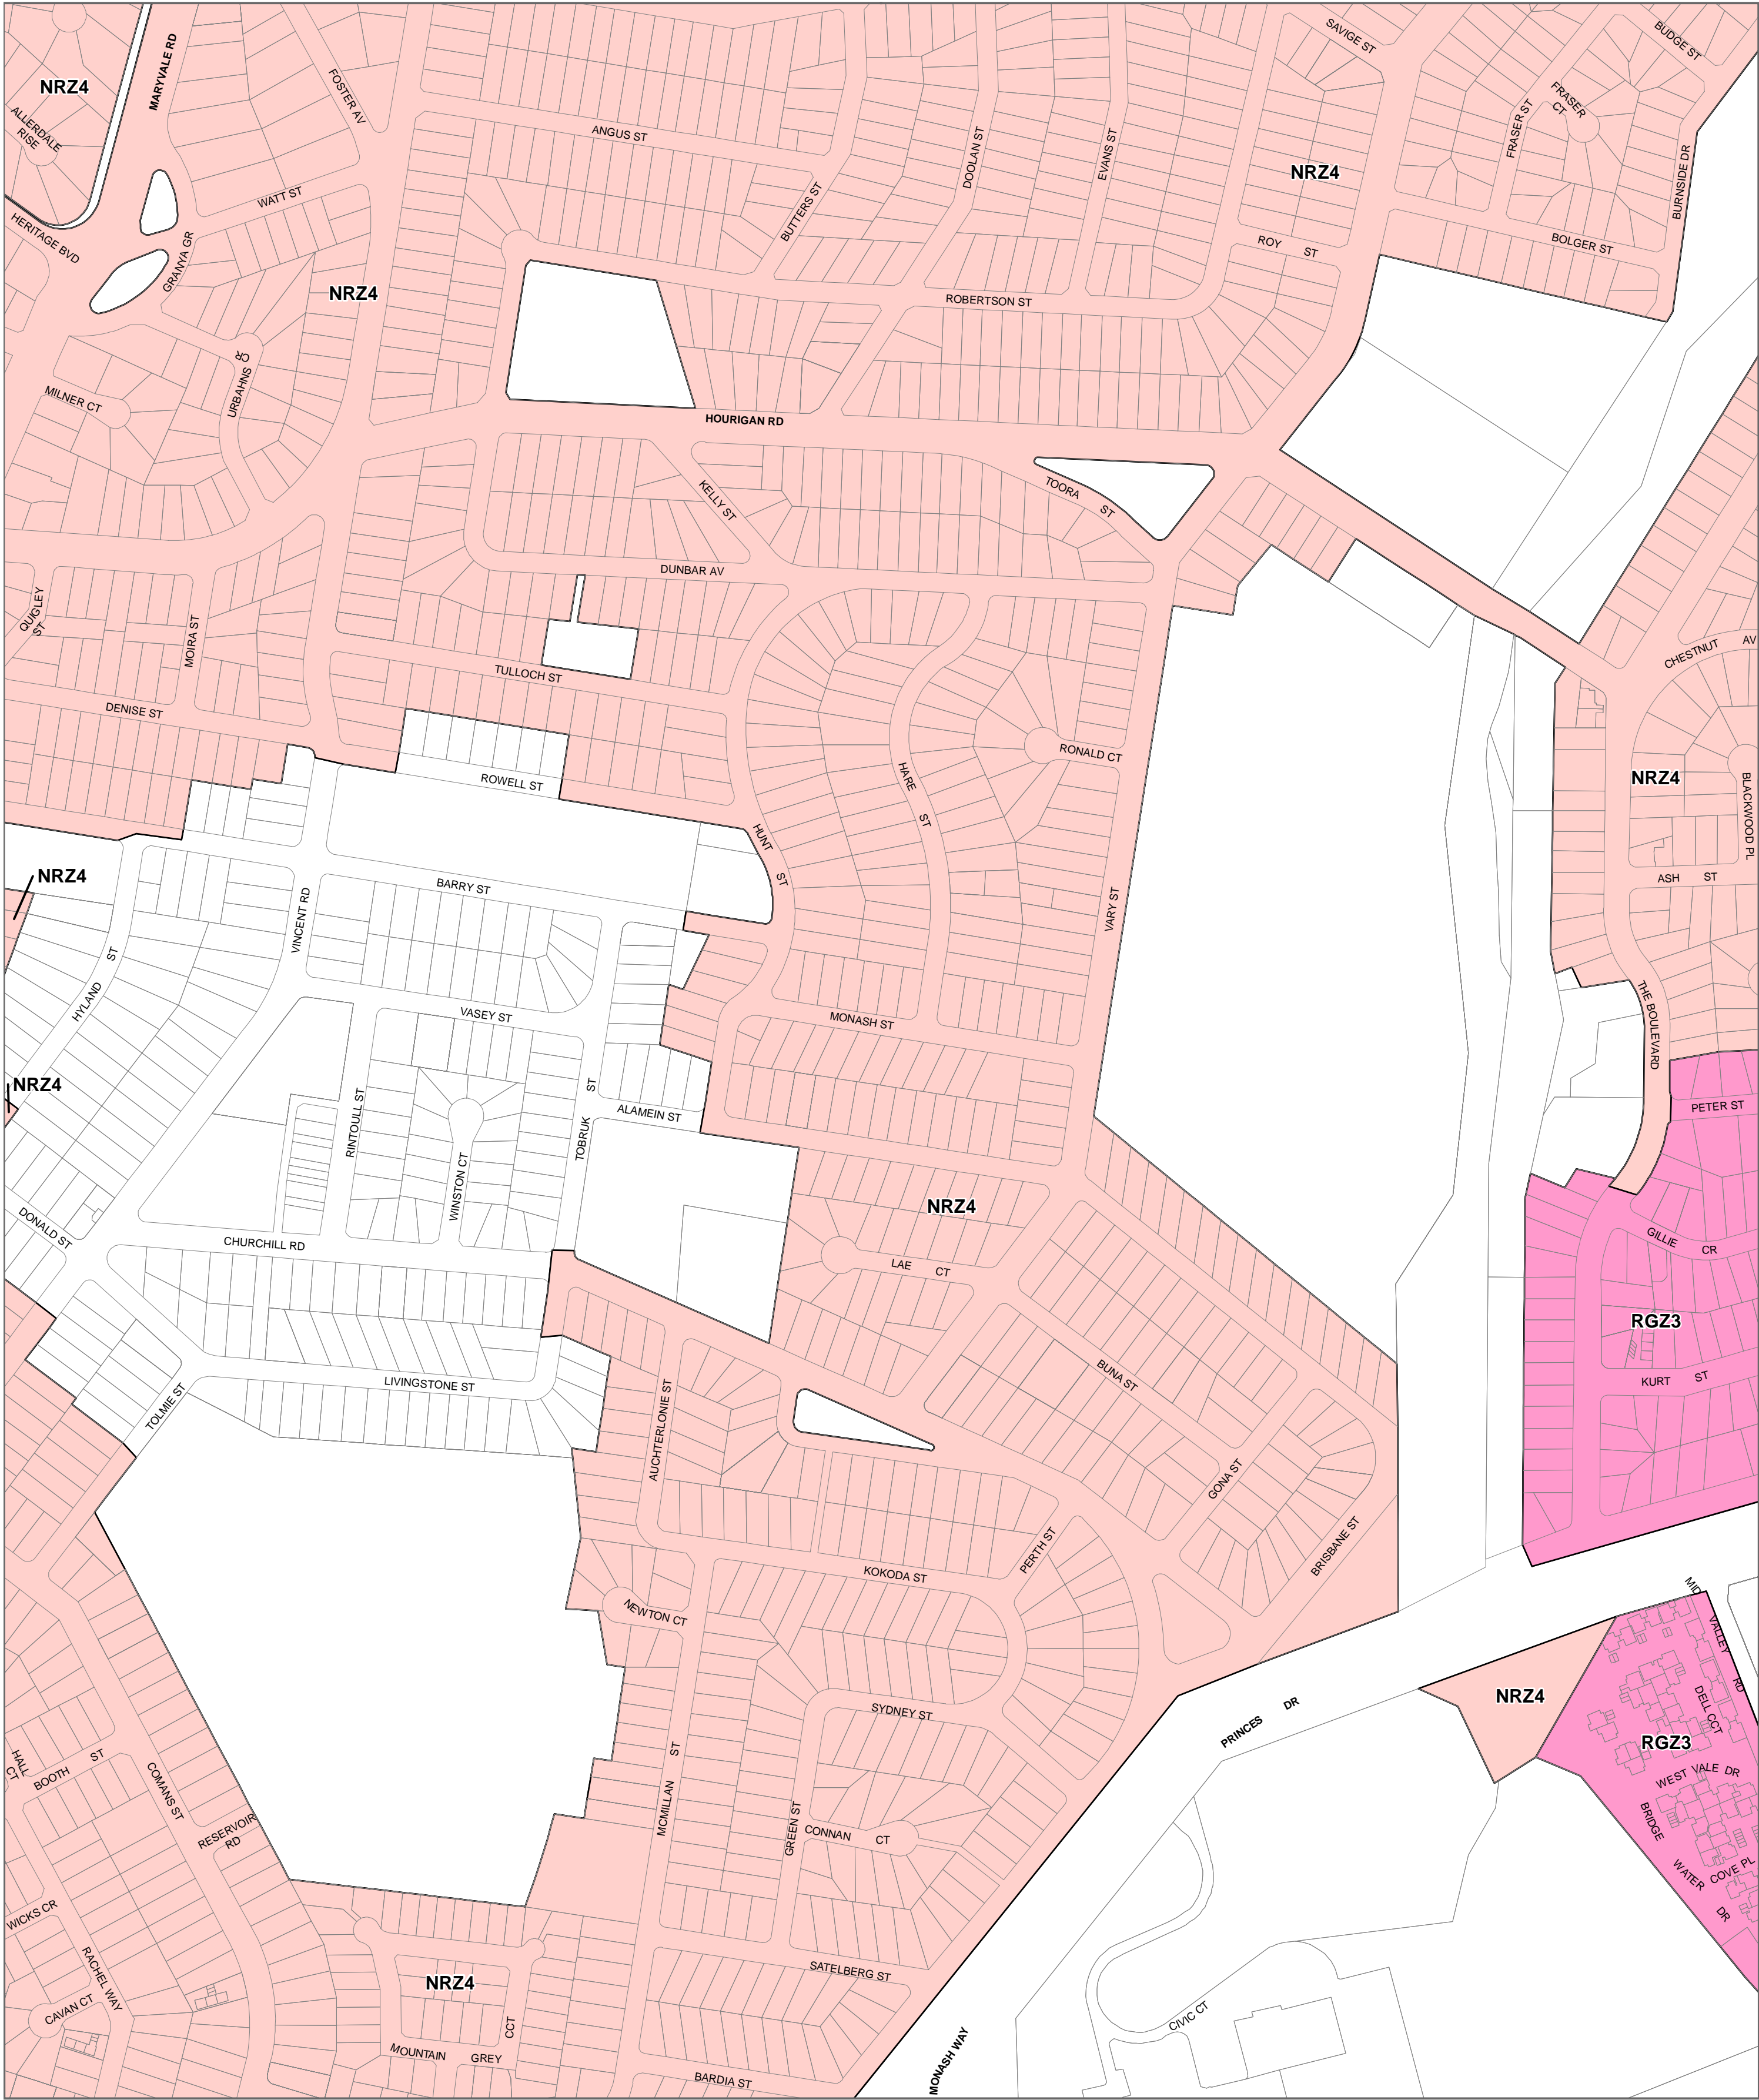 SAVIGE ST
BUDGE ST
MARYVALE RD
NRZ4
FOSTER AV
ALLERDALE
RISE
FRASER
CT
FRASER ST
ANGUS ST
DOOLAN ST
EVANS ST
NRZ4
BURNSIDE DR
WATT ST
BUTTERS ST
HERITAGE BVD
GRANYA GR
ROY ST
BOLGER ST
NRZ4
ROBERTSON ST
URBAHNS CR
MILNER CT
HOURIGAN RD
KELLY ST
TOORA ST
DUNBAR AV
QUIGLEY
ST
MOIRA ST
CHESTNUT AV
TULLOCH ST
DENISE ST
RONALD CT
ROWELL ST
HARE ST
NRZ4
BLACKWOOD PL
HUNT ST
NRZ4
BARRY ST
ASH ST
VINCENT RD
VARY ST
HYLAND ST
VASEY ST
MONASH ST
THE BOULEVARD
NRZ4
RINTOULL ST
TOBRUK ST
ALAMEIN ST
PETER ST
WINSTON CT
NRZ4
DONALD ST
CHURCHILL RD
GILLIE CR
LAE CT
RGZ3
BUNA ST
KURT ST
LIVINGSTONE ST
TOLMIE ST
AUCHTERLONIE ST
GONA ST
PERTH ST
BRISBANE ST
KOKODA ST
NEWTON CT
MID
VALLEY RD
SYDNEY ST
PRINCES DR
NRZ4
DELL CCT
RGZ3
HALL
CT
BOOTH ST
COMANS ST
MCMILLAN ST
WEST VALE DR
GREEN ST
CONNAN CT
BRIDGE
WATER
DR
COVE PL
RESERVOIR
RD
WICKS CR
RACHEL WAY
SATELBERG ST
NRZ4
CAVAN CT
CIVIC CT
MOUNTAIN GREY
CCT
MONASH WAY
BARDIA ST